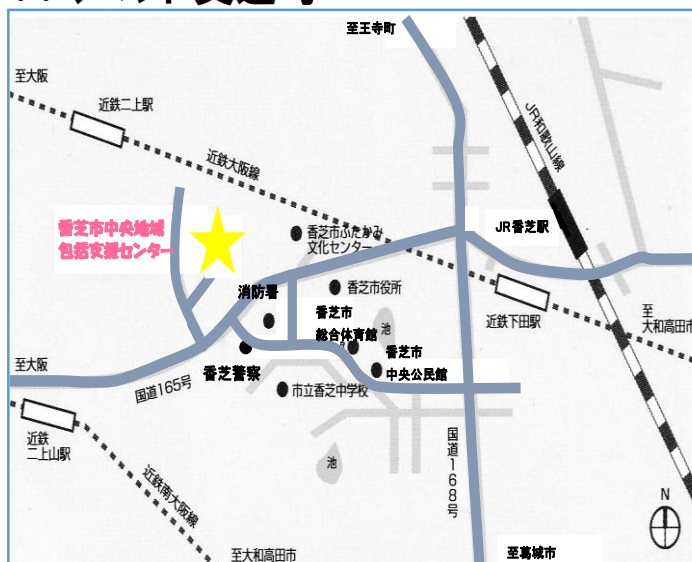 至王寺町
至大阪
近鉄二上駅
JR和歌山線
近鉄大阪線
香芝市中央地域
包括支援センター
香芝市ふたかみ
文化センター
JR香芝駅
消防署
香芝市役所
香芝市
総合体育館
池
近鉄下田駅
至
大和高田市
香芝市
中央公民館
至大阪
香芝警察
国道165号
市立香芝中学校
近鉄
二上山駅
国道168号
池
近鉄南大阪線
N
至大和高田市
至葛城市